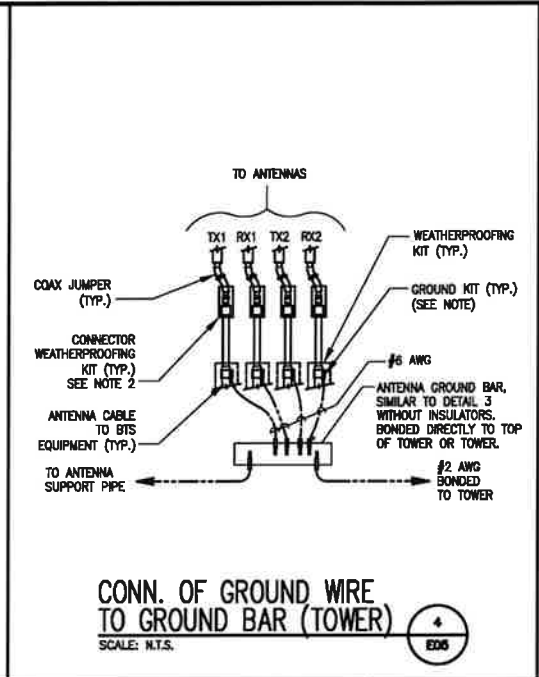 TO ANTENNAS
TX1 RX1 TX2 RX2
COAX JUMPER
(TYP.)
CONNECTOR
WEATHERPROOFING
KIT (TYP.)
SEE NOTE 2
ANTENNA CABLE
TO BTS
EQUIPMENT (TYP.)
TO ANTENNA
SUPPORT PIPE
WEATHERPROOFING
KIT (TYP.)
GROUND KIT (TYP.)
(SEE NOTE)
#6 AWG
ANTENNA GROUND BAR,
SIMILAR TO DETAIL 3
WITHOUT INSULATORS.
BONDED DIRECTLY TO TOP
OF TOWER OR TOWER.
#2 AWG
BONDED
TO TOWER
CONN. OF GROUND WIRE
TO GROUND BAR (TOWER)
SCALE: N.T.S.
4
E05